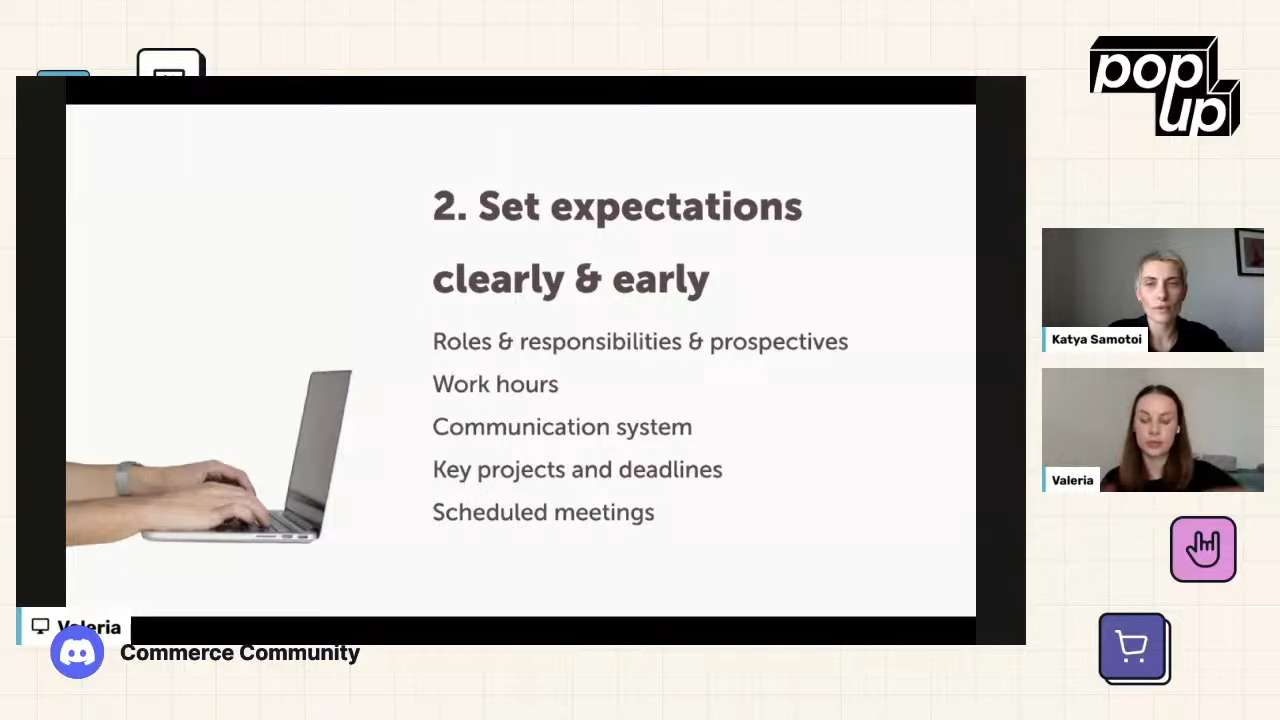 pop
up
2. Set expectations
clearly & early
Roles & responsibilities & prospectives
Work hours
Communication system
Key projects and deadlines
Scheduled meetings
Katya Samotoi
Valeria
Valeria
Commerce Community